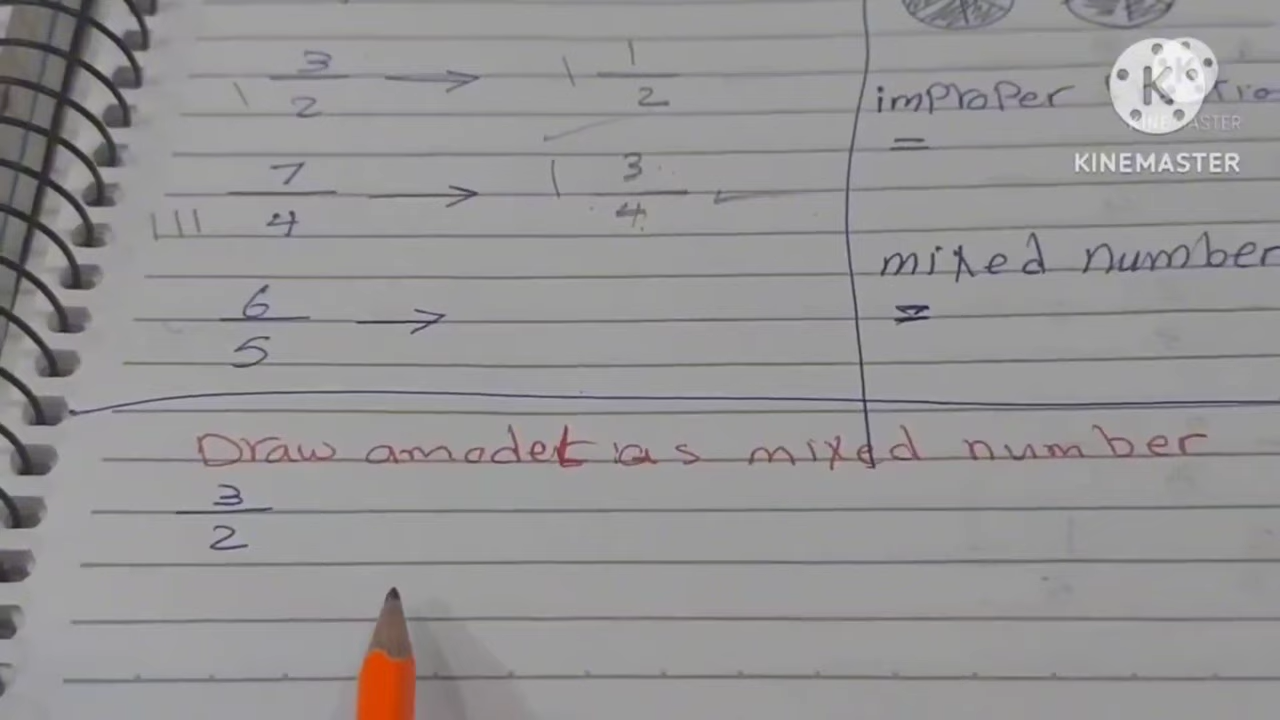 3/2 → 1 1/2
7/4 → 1 3/4
6/5 →
improper
=
mixed number
=
KINEMASTER
KINEMASTER
Draw a model as mixed number
3/2